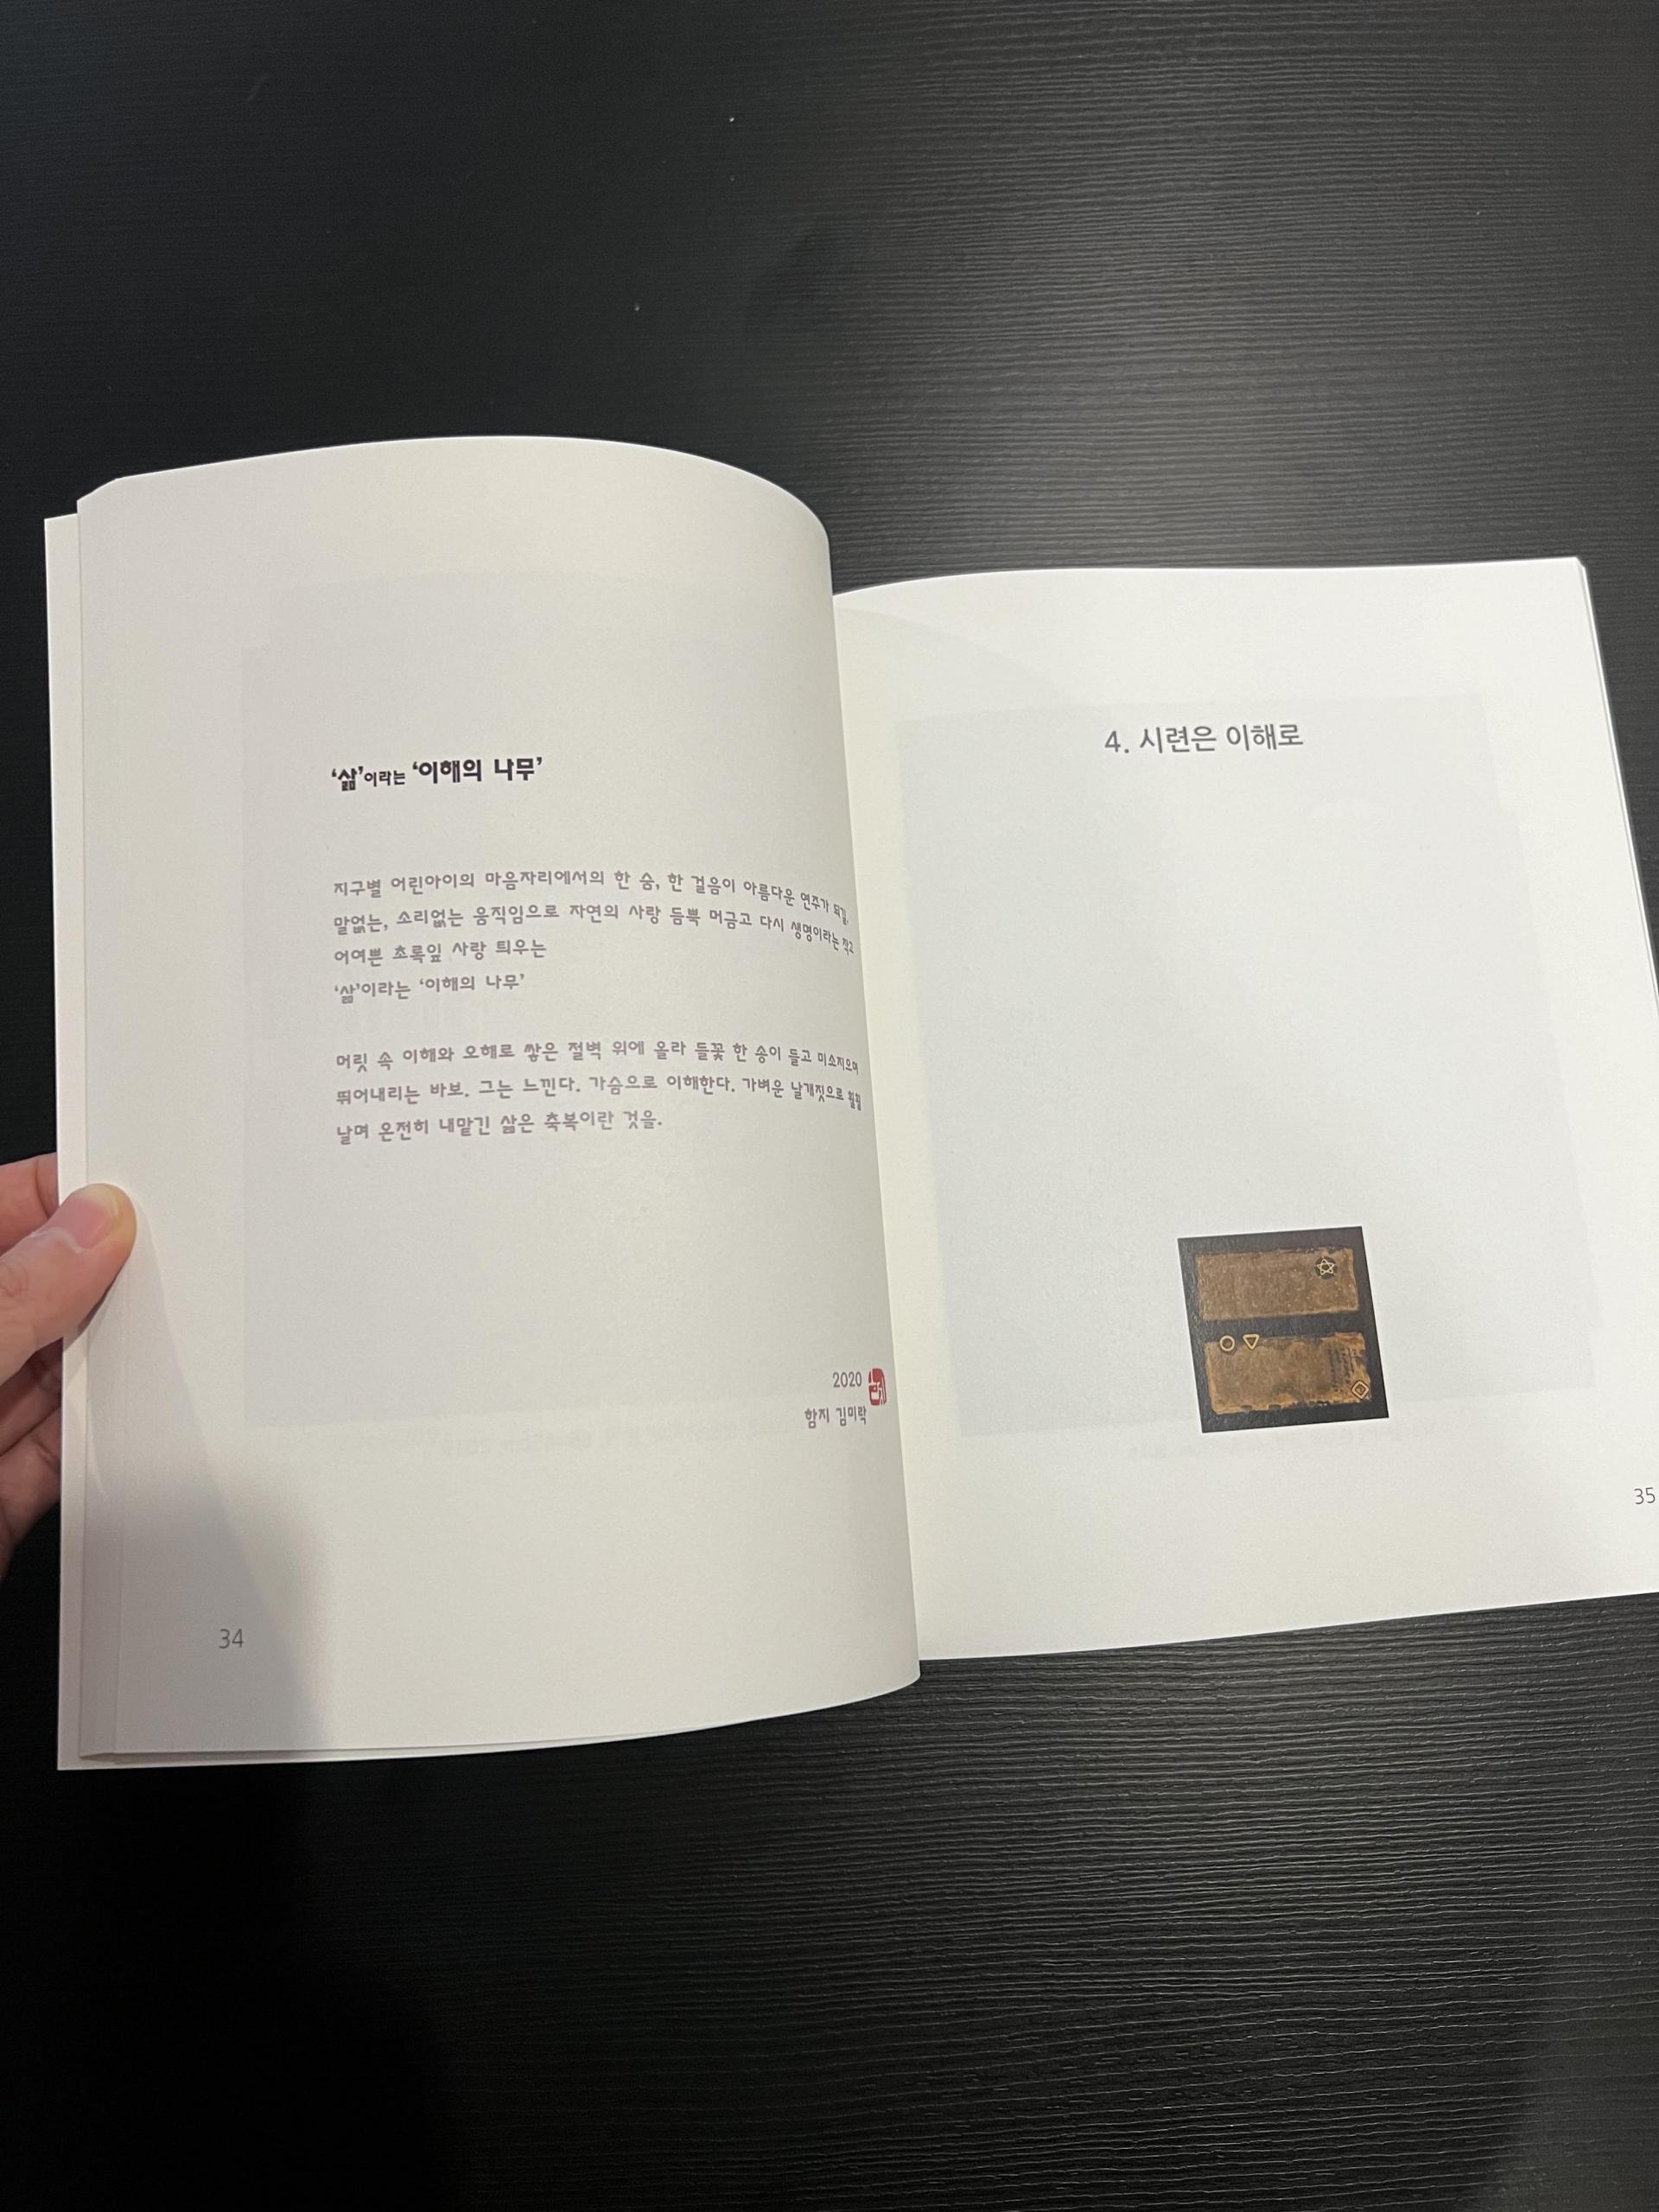 ‘삶’이라는 ‘이해의 나무’
지구별 어린아이의 마음자리에서의 한 숨, 한 걸음이 아름다운 연주가 되길.
말없는, 소리없는 움직임으로 자연의 사랑 듬뿍 머금고 다시 생명이라는 작고
어여쁜 초록잎 사랑 틔우는
‘삶’이라는 ‘이해의 나무’
머릿 속 이해와 오해로 쌓은 절벽 위에 올라 들꽃 한 송이 들고 미소지으며
뛰어내리는 바보. 그는 느낀다. 가슴으로 이해한다. 가벼운 날개짓으로 훨훨
날며 온전히 내맡긴 삶은 축복이란 것을.
2020
함지 김미락
34
4. 시련은 이해로
35